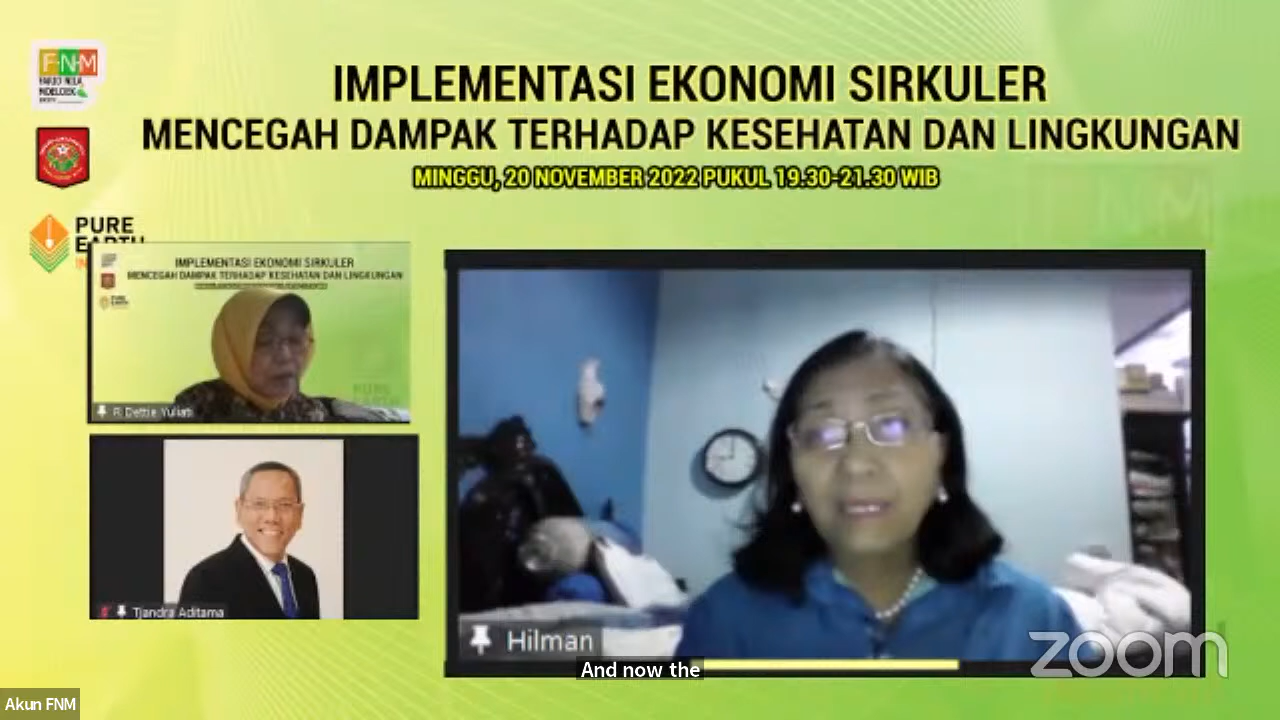 F-N-M
IMPLEMENTASI EKONOMI SIRKULER
MENCEGAH DAMPAK TERHADAP KESEHATAN DAN LINGKUNGAN
MINGGU, 20 NOVEMBER 2022 PUKUL 19.30-21.30 WIB
PURE
EARTH
IMPLEMENTASI EKONOMI SIRKULER
MENCEGAH DAMPAK TERHADAP KESEHATAN DAN LINGKUNGAN
PURE
R Dettie Yuliati
Tjandra Aditama
Hilman
And now the
zoom
Akun FNM